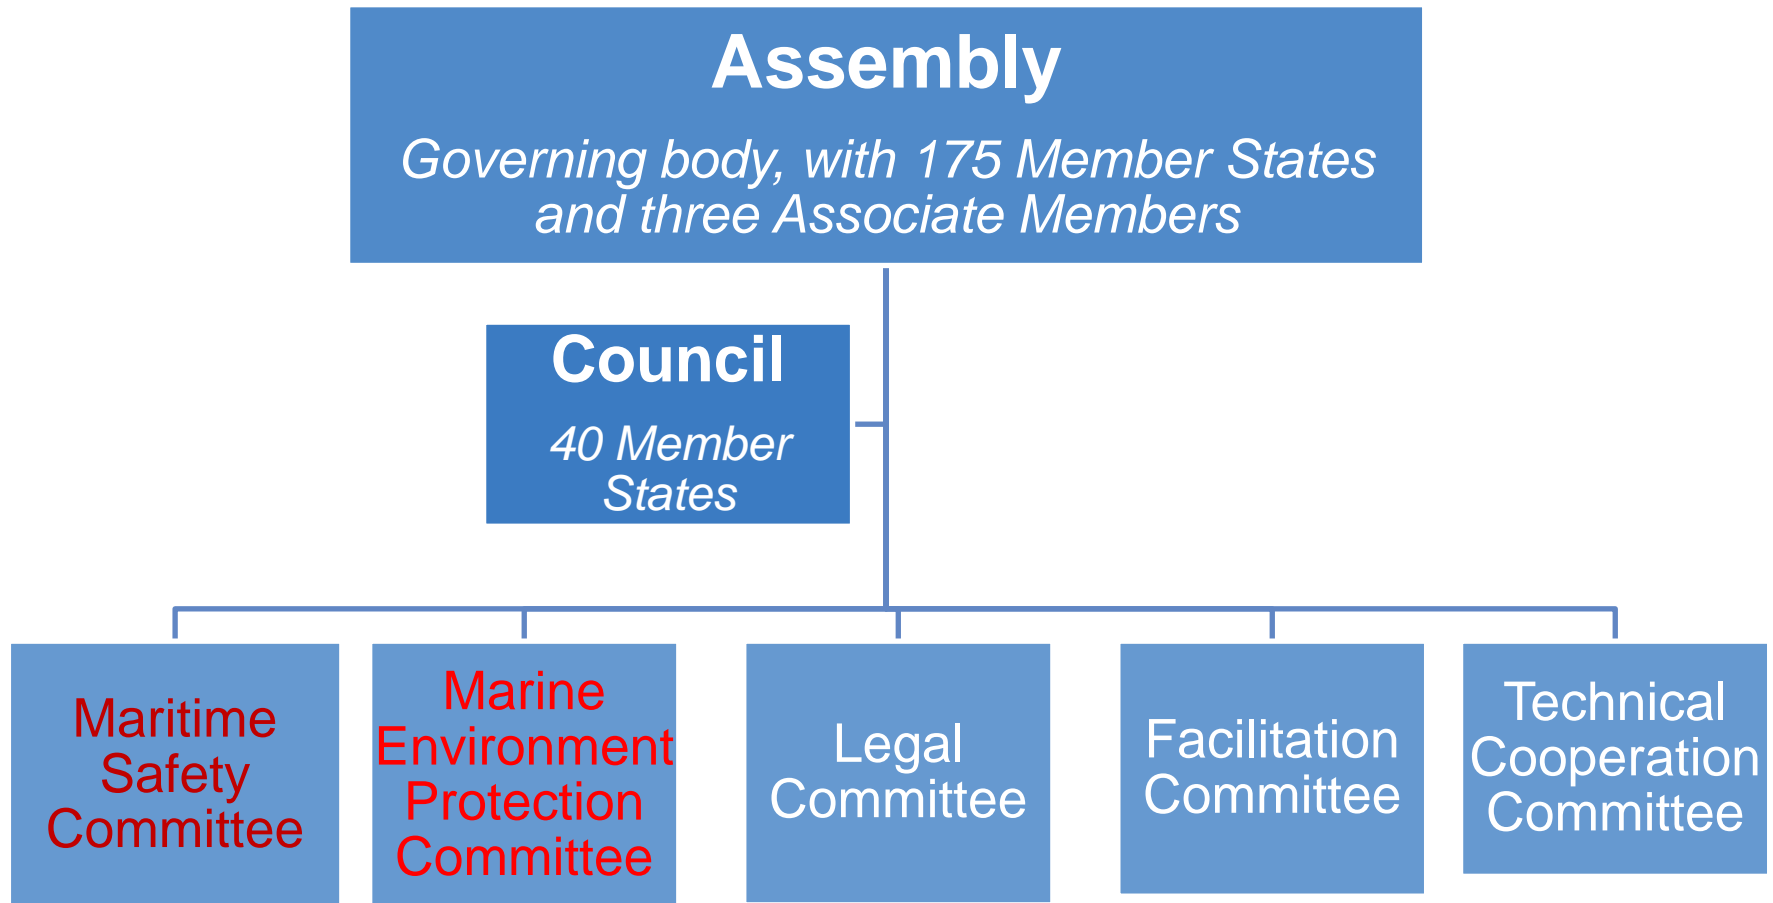 Assembly
Governing body, with 175 Member States
and three Associate Members
Council
40 Member
States
Maritime
Safety
Committee
Marine
Environment
Protection
Committee
Legal
Committee
Facilitation
Committee
Technical
Cooperation
Committee